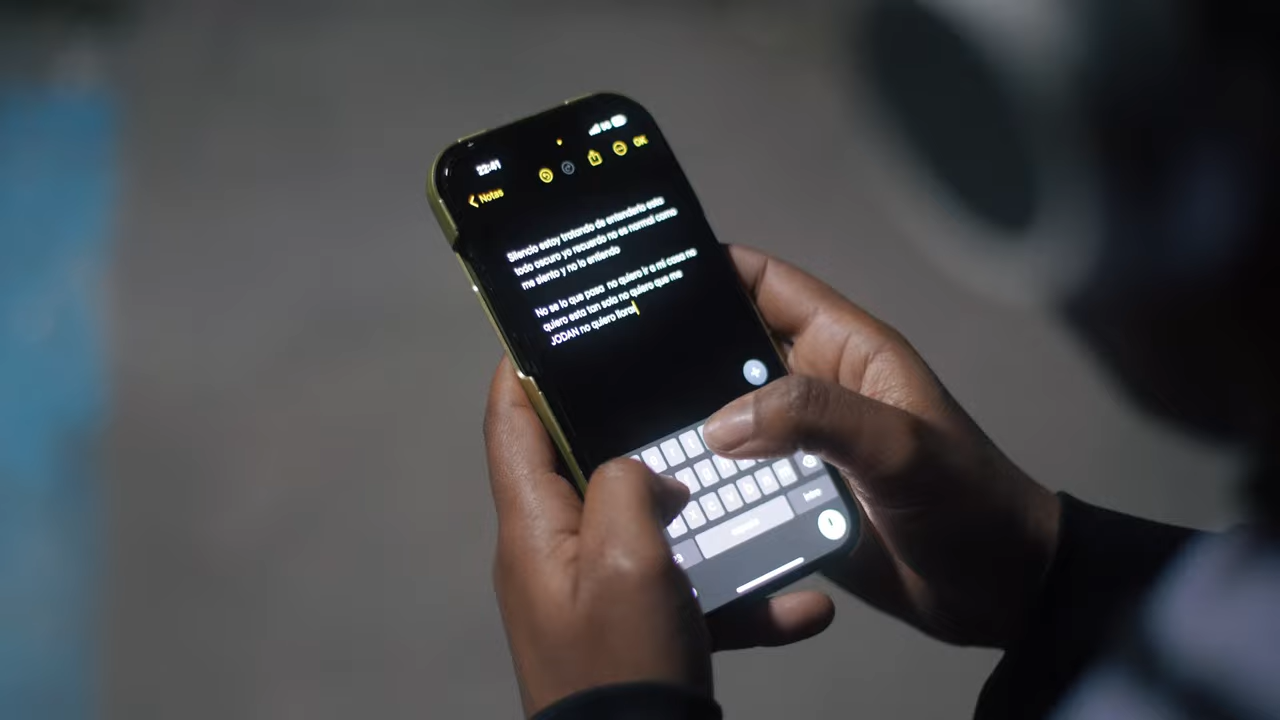 22:41
OK
Notas
Silencio estoy tratando de entenderlo esta
todo oscuro yo recuerdo no es normal como
me siento y no lo entiendo
No se lo que pasa no quiero ir a mi casa no
quiero esta tan sola no quiero que me
JODAN no quiero llorar